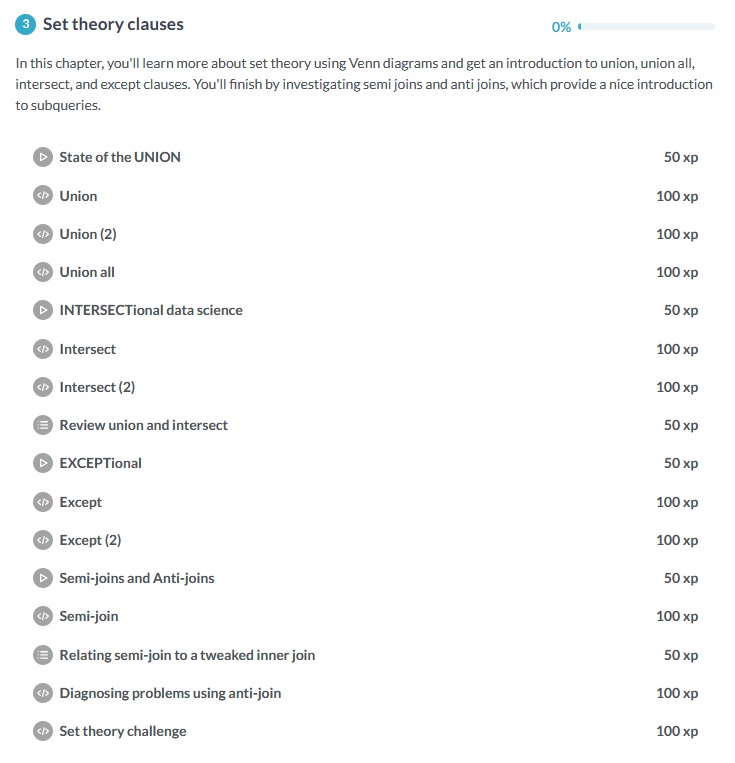 3 Set theory clauses 0%
In this chapter, you'll learn more about set theory using Venn diagrams and get an introduction to union, union all,
intersect, and except clauses. You'll finish by investigating semi joins and anti joins, which provide a nice introduction
to subqueries.
State of the UNION 50 xp
</> Union 100 xp
</> Union (2) 100 xp
</> Union all 100 xp
INTERSECTional data science 50 xp
</> Intersect 100 xp
</> Intersect (2) 100 xp
Review union and intersect 50 xp
EXCEPTional 50 xp
</> Except 100 xp
</> Except (2) 100 xp
Semi-joins and Anti-joins 50 xp
</> Semi-join 100 xp
Relating semi-join to a tweaked inner join 50 xp
</> Diagnosing problems using anti-join 100 xp
</> Set theory challenge 100 xp